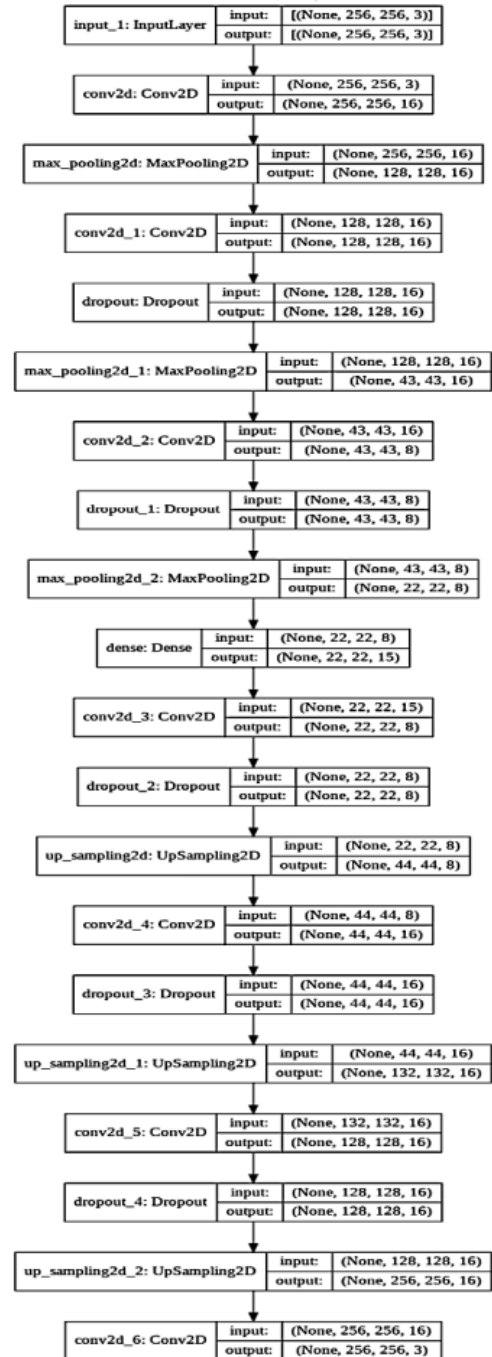 input_1: InputLayer input: [(None, 256, 256, 3)]
output: [(None, 256, 256, 3)]
conv2d: Conv2D input: (None, 256, 256, 3)
output: (None, 256, 256, 16)
max_pooling2d: MaxPooling2D input: (None, 256, 256, 16)
output: (None, 128, 128, 16)
conv2d_1: Conv2D input: (None, 128, 128, 16)
output: (None, 128, 128, 16)
dropout: Dropout input: (None, 128, 128, 16)
output: (None, 128, 128, 16)
max_pooling2d_1: MaxPooling2D input: (None, 128, 128, 16)
output: (None, 43, 43, 16)
conv2d_2: Conv2D input: (None, 43, 43, 16)
output: (None, 43, 43, 8)
dropout_1: Dropout input: (None, 43, 43, 8)
output: (None, 43, 43, 8)
max_pooling2d_2: MaxPooling2D input: (None, 43, 43, 8)
output: (None, 22, 22, 8)
dense: Dense input: (None, 22, 22, 8)
output: (None, 22, 22, 15)
conv2d_3: Conv2D input: (None, 22, 22, 15)
output: (None, 22, 22, 8)
dropout_2: Dropout input: (None, 22, 22, 8)
output: (None, 22, 22, 8)
up_sampling2d: UpSampling2D input: (None, 22, 22, 8)
output: (None, 44, 44, 8)
conv2d_4: Conv2D input: (None, 44, 44, 8)
output: (None, 44, 44, 16)
dropout_3: Dropout input: (None, 44, 44, 16)
output: (None, 44, 44, 16)
up_sampling2d_1: UpSampling2D input: (None, 44, 44, 16)
output: (None, 132, 132, 16)
conv2d_5: Conv2D input: (None, 132, 132, 16)
output: (None, 128, 128, 16)
dropout_4: Dropout input: (None, 128, 128, 16)
output: (None, 128, 128, 16)
up_sampling2d_2: UpSampling2D input: (None, 128, 128, 16)
output: (None, 256, 256, 16)
conv2d_6: Conv2D input: (None, 256, 256, 16)
output: (None, 256, 256, 3)